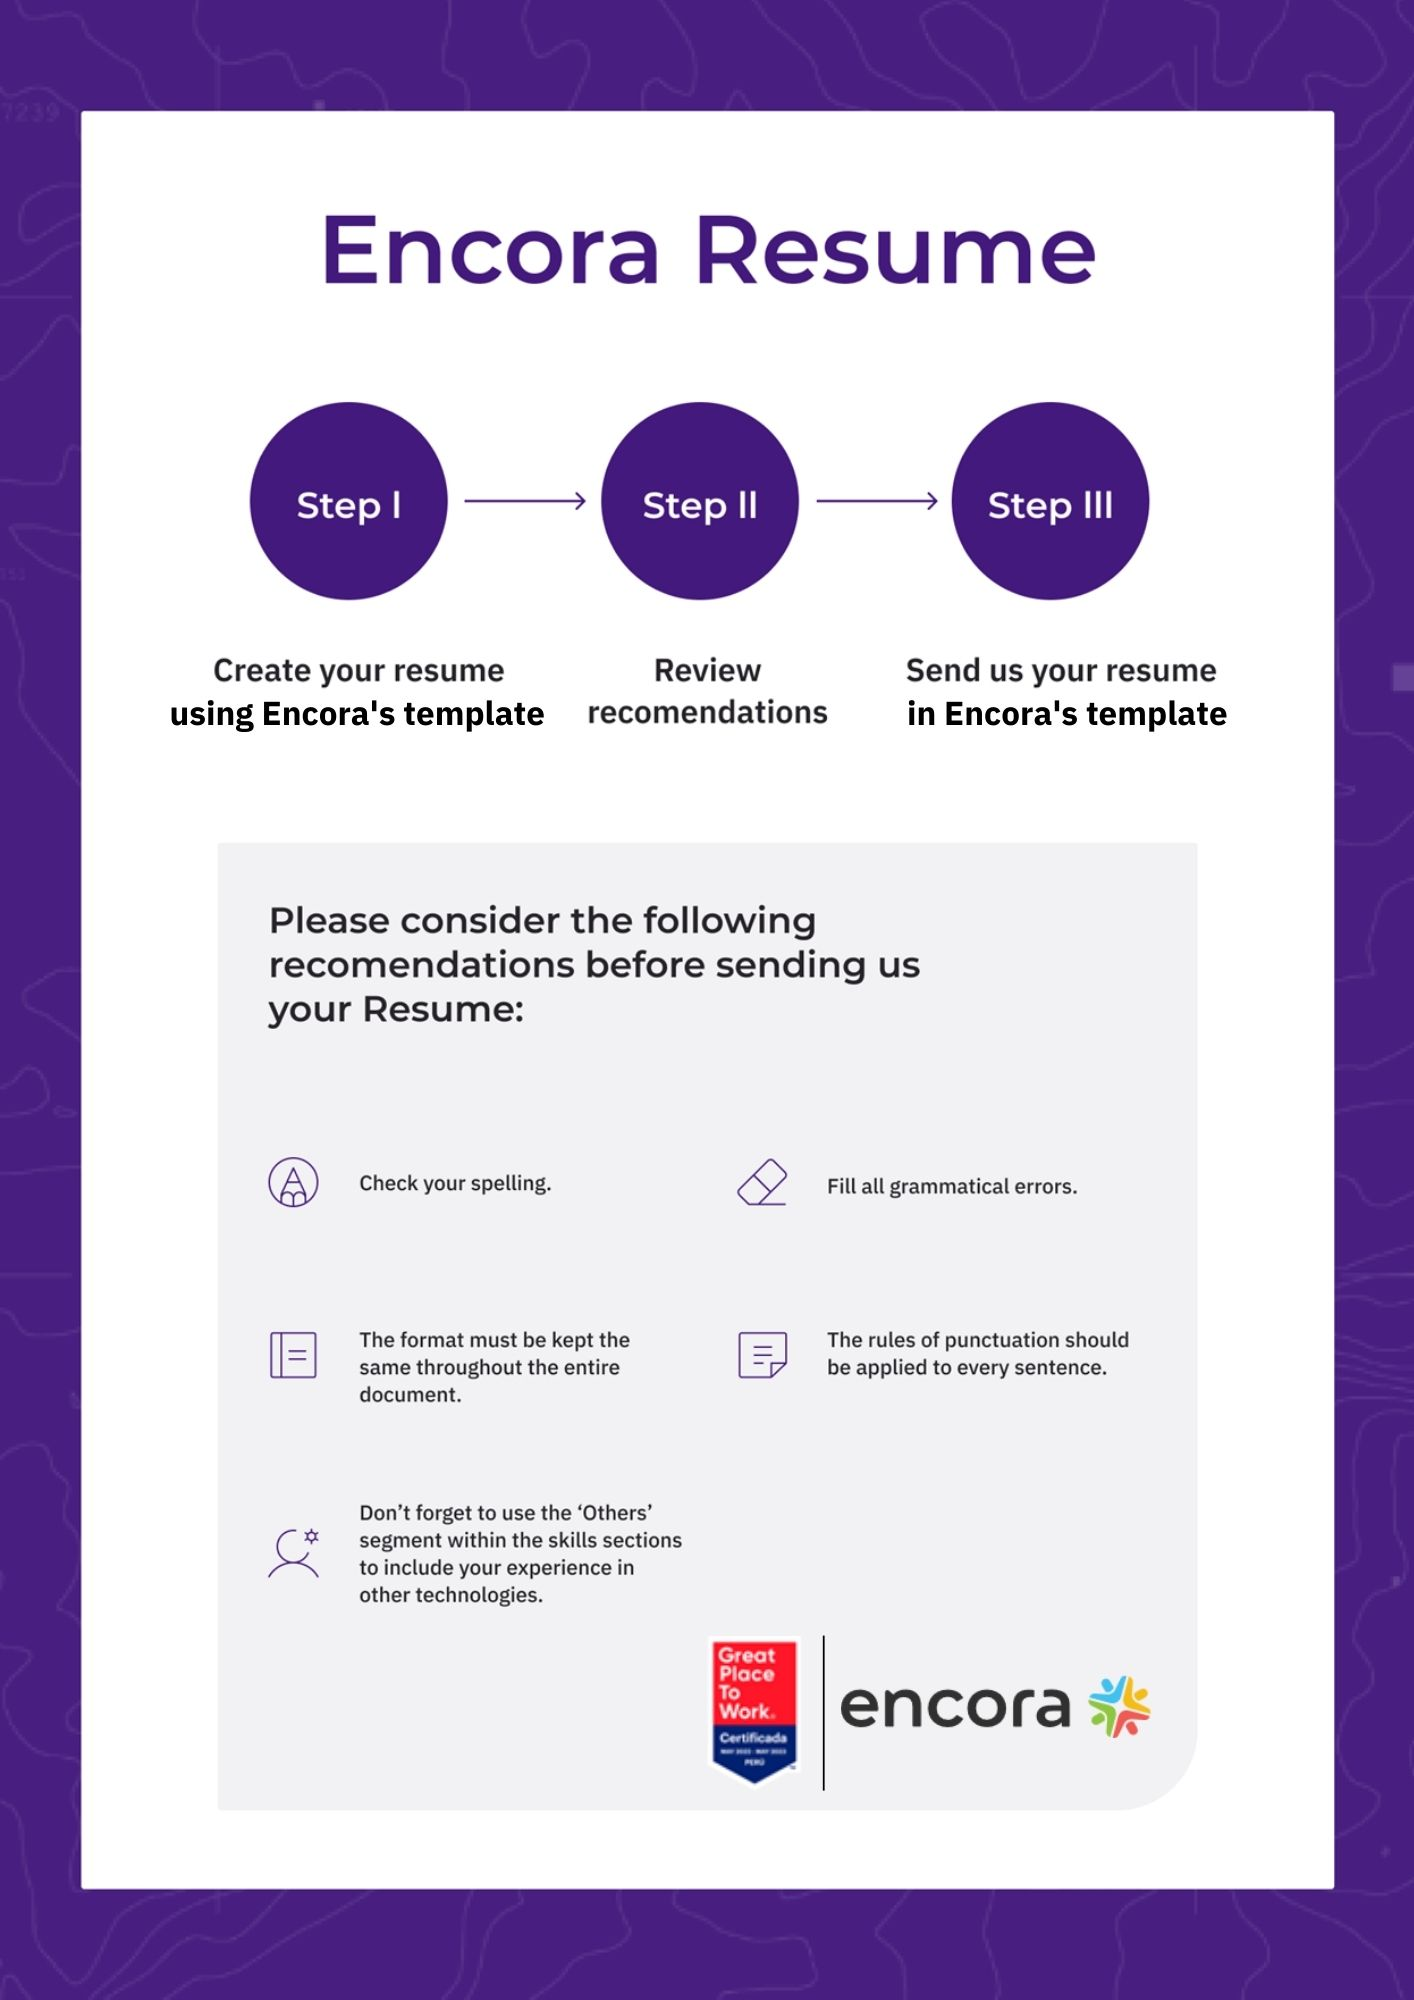 7239
Encora Resume
Step I
Step II
Step III
Create your resume
using Encora's template
Review
recomendations
Send us your resume
in Encora's template
Please consider the following
recomendations before sending us
your Resume:
Check your spelling.
Fill all grammatical errors.
The format must be kept the
same throughout the entire
document.
The rules of punctuation should
be applied to every sentence.
Don’t forget to use the ‘Others’
segment within the skills sections
to include your experience in
other technologies.
Great
Place
To
Work.
Certificada
PERÚ
encora